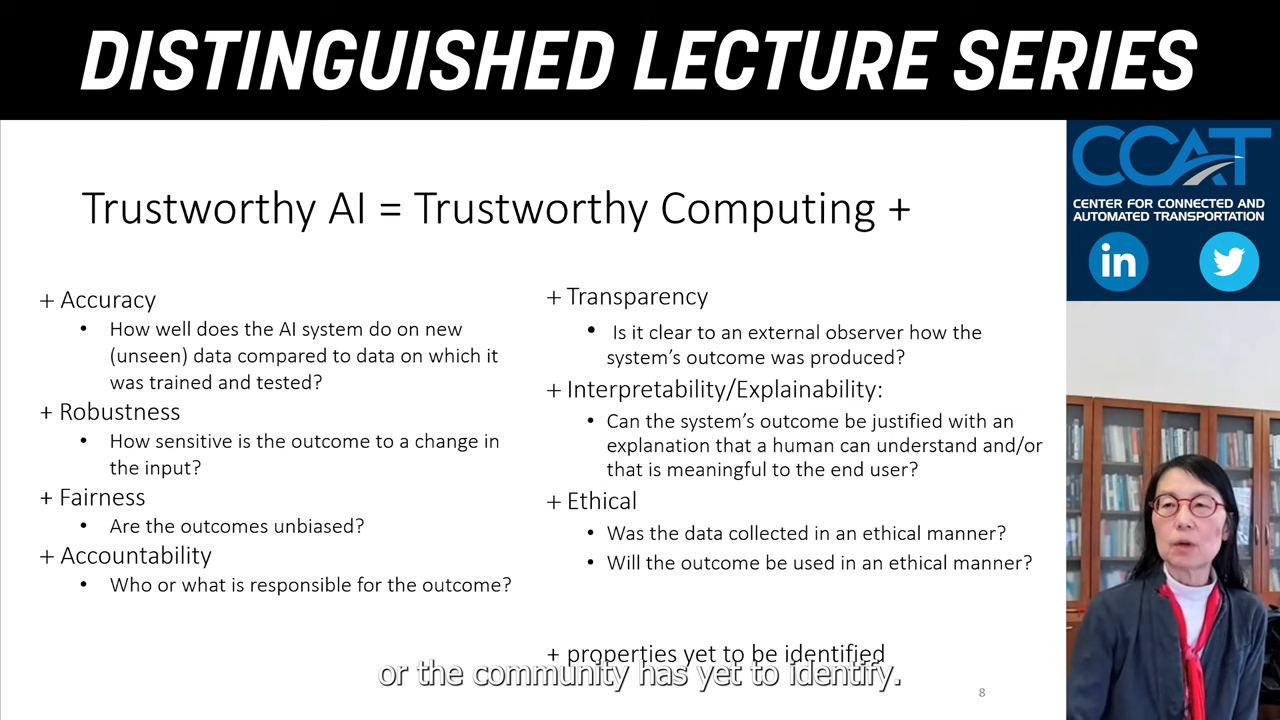 DISTINGUISHED LECTURE SERIES
CCAT
CENTER FOR CONNECTED AND
AUTOMATED TRANSPORTATION
in
Trustworthy AI = Trustworthy Computing +
+ Accuracy
• How well does the AI system do on new
(unseen) data compared to data on which it
was trained and tested?
+ Robustness
• How sensitive is the outcome to a change in
the input?
+ Fairness
• Are the outcomes unbiased?
+ Accountability
• Who or what is responsible for the outcome?
+ Transparency
• Is it clear to an external observer how the
system's outcome was produced?
+ Interpretability/Explainability:
• Can the system's outcome be justified with an
explanation that a human can understand and/or
that is meaningful to the end user?
+ Ethical
• Was the data collected in an ethical manner?
• Will the outcome be used in an ethical manner?
+ properties yet to be identified
or the community has yet to identify.
8